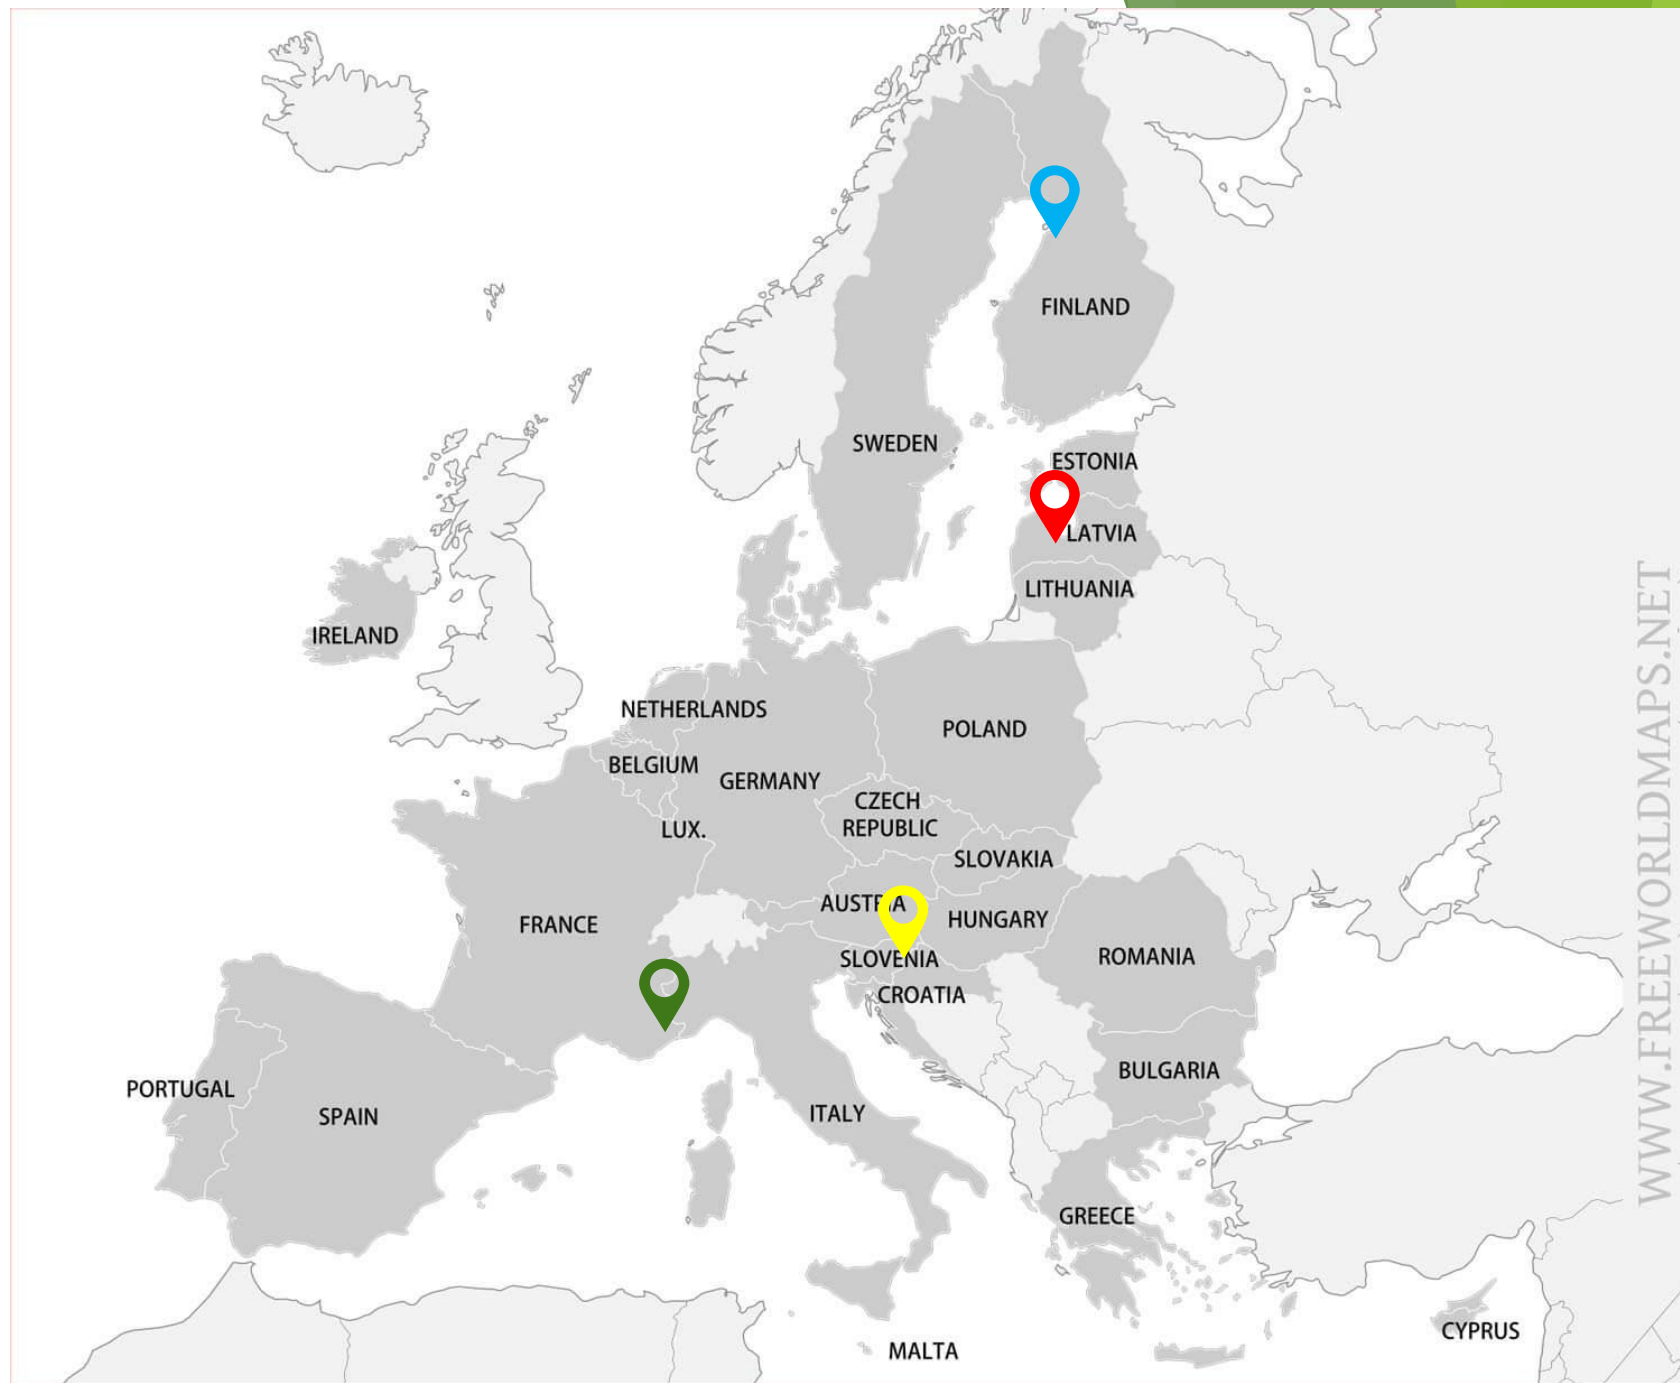 FINLAND
SWEDEN
ESTONIA
LATVIA
LITHUANIA
IRELAND
NETHERLANDS
POLAND
BELGIUM
GERMANY
CZECH
REPUBLIC
LUX.
SLOVAKIA
AUSTRIA
HUNGARY
FRANCE
SLOVENIA
ROMANIA
CROATIA
BULGARIA
PORTUGAL
SPAIN
ITALY
GREECE
CYPRUS
MALTA
WWW.FREEWORLDMAPS.NET